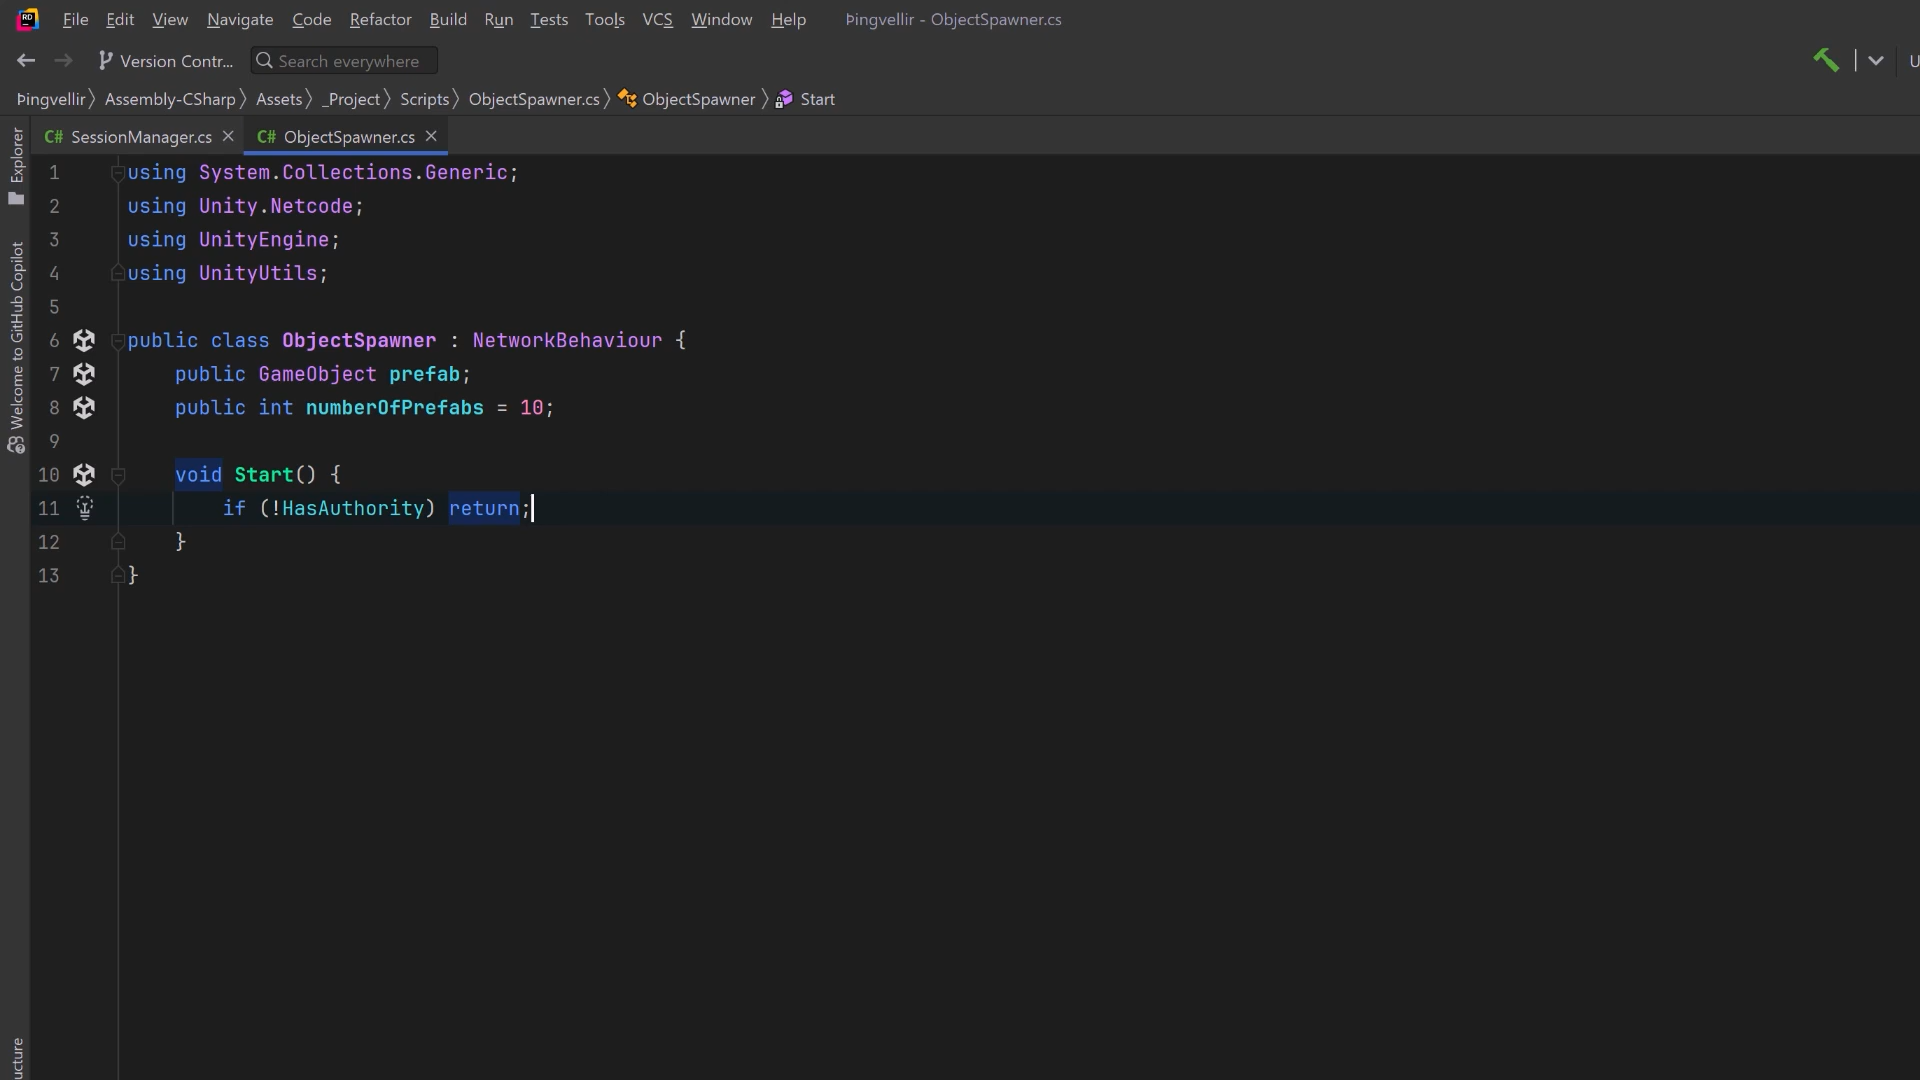 File Edit View Navigate Code Refactor Build Run Tests Tools VCS Window Help Þingvellir - ObjectSpawner.cs
Version Contr... Search everywhere
Þingvellir Assembly-CSharp Assets _Project Scripts ObjectSpawner.cs ObjectSpawner Start
C# SessionManager.cs C# ObjectSpawner.cs
Explorer
Welcome to GitHub Copilot
1 using System.Collections.Generic;
2 using Unity.Netcode;
3 using UnityEngine;
4 using UnityUtils;
5
6 public class ObjectSpawner : NetworkBehaviour {
7 public GameObject prefab;
8 public int numberOfPrefabs = 10;
9
10 void Start() {
11 if (!HasAuthority) return;
12 }
13 }